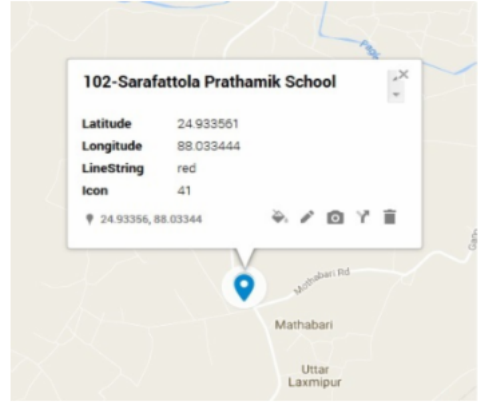 102-Sarafattola Prathamik School
Latitude 24.933561
Longitude 88.033444
LineString red
Icon 41
24.93356, 88.03344
Mothabari Rd
Mathabari
Uttar
Laxmipur